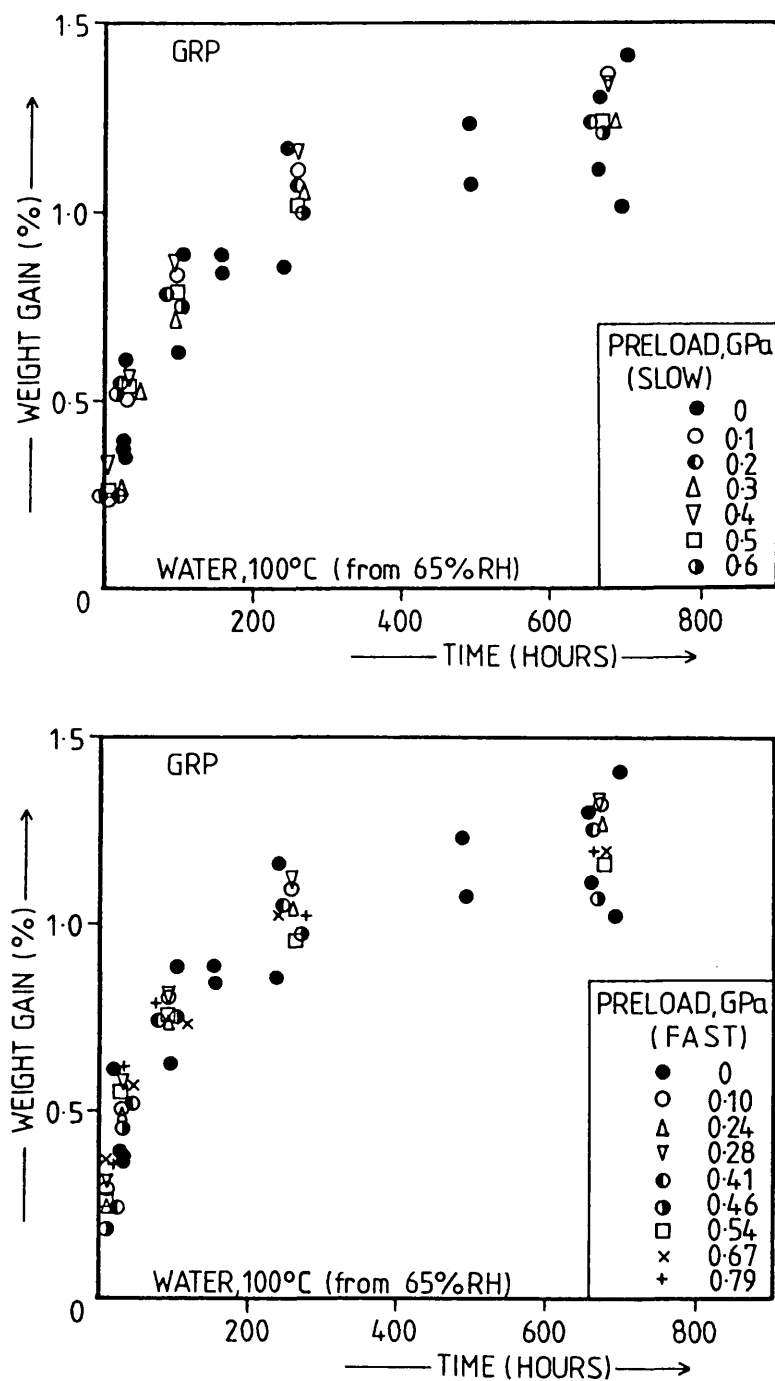 1·5
GRP
1·0
WEIGHT GAIN (%)
0·5
0
PRELOAD,GPa
(SLOW)
0
0·1
0·2
0·3
0·4
0·5
0·6
WATER,100°C (from 65%RH)
200
400
600
800
TIME (HOURS)
1·5
GRP
1·0
WEIGHT GAIN (%)
0·5
0
PRELOAD,GPa
(FAST)
0
0·10
0·24
0·28
0·41
0·46
0·54
0·67
0·79
WATER,100°C (from 65%RH)
200
400
600
800
TIME (HOURS)